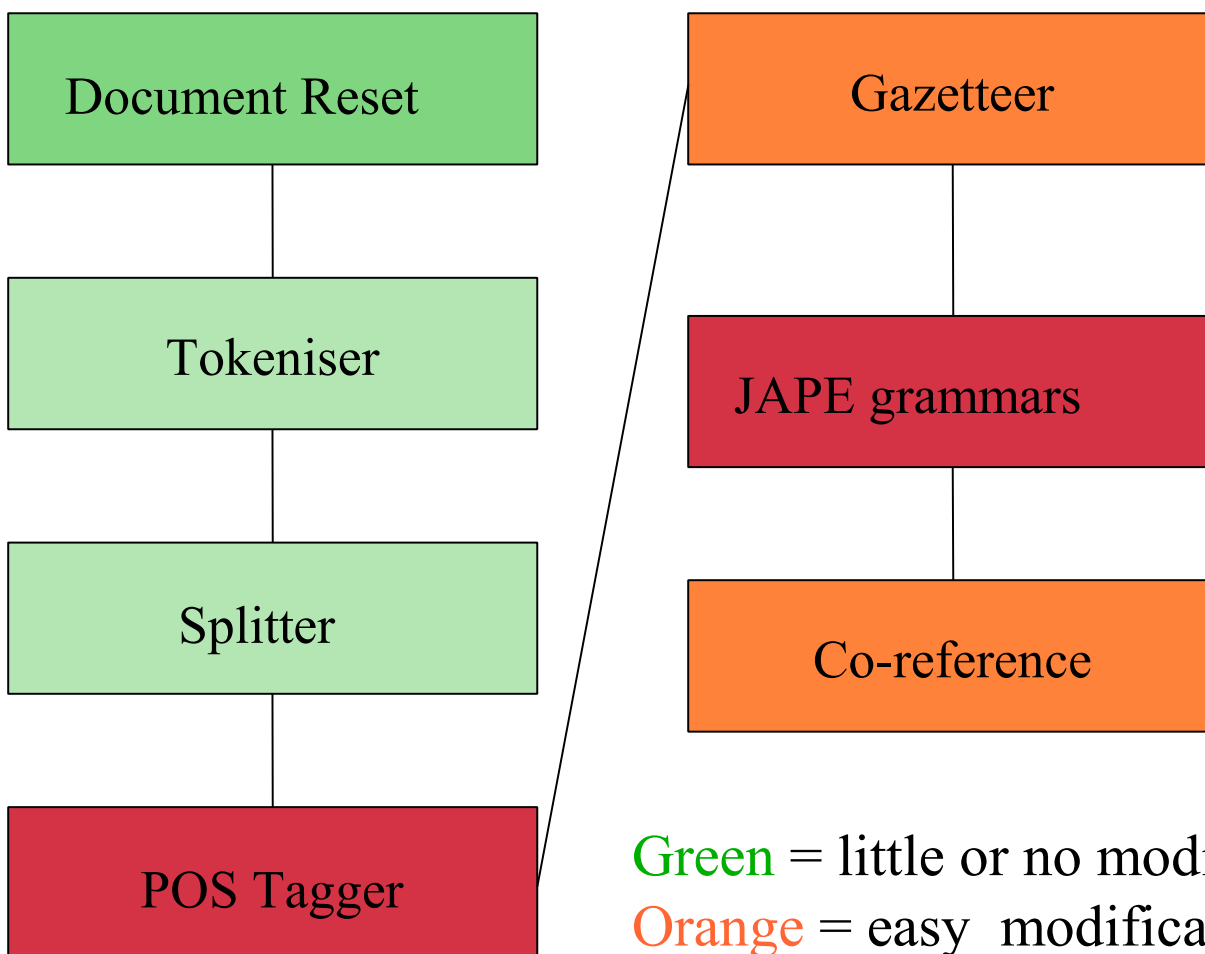 Document Reset
Tokeniser
Splitter
POS Tagger
Gazetteer
JAPE grammars
Co-reference
Green = little or no
Orange = easy